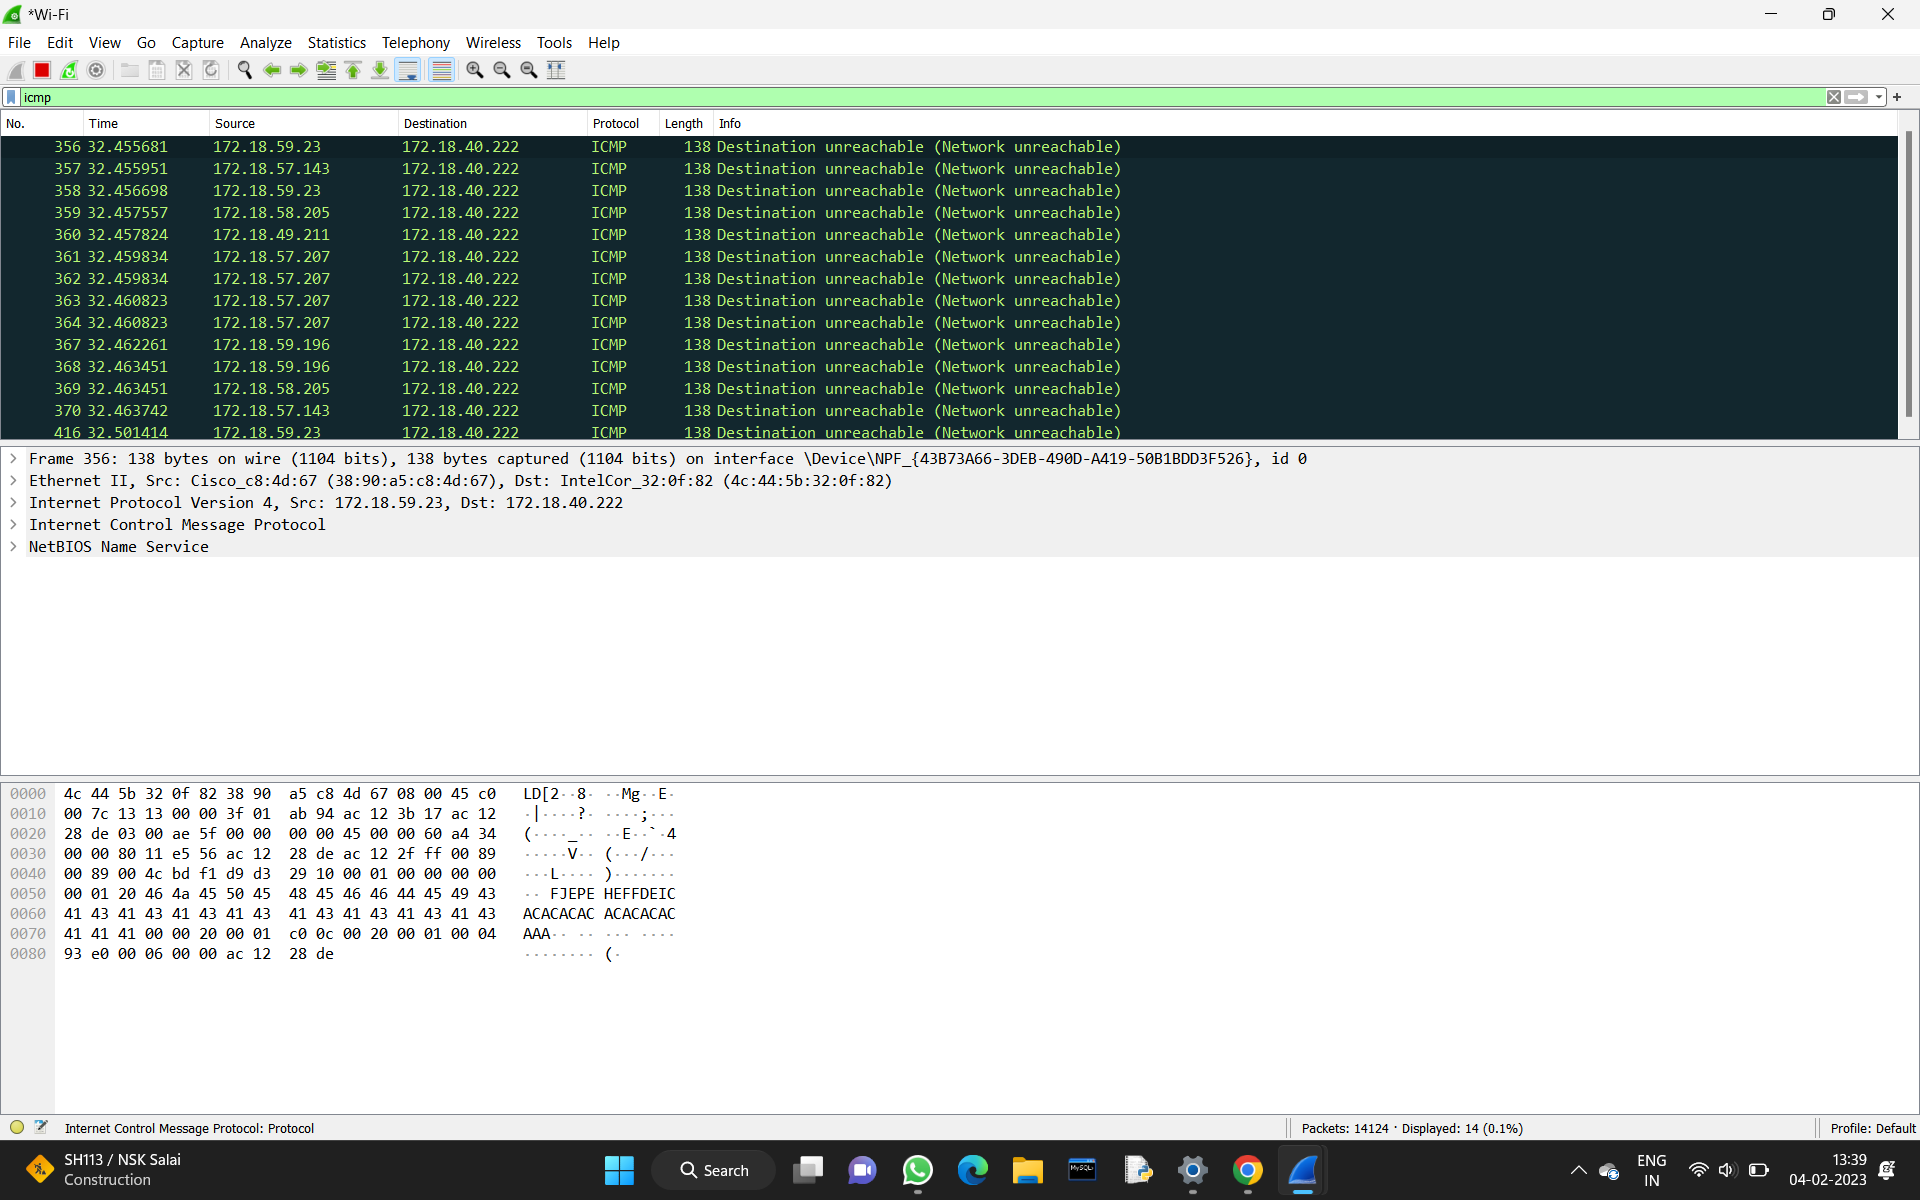 *Wi-Fi
File Edit View Go Capture Analyze Statistics Telephony Wireless Tools Help
icmp
No. Time Source Destination Protocol Length Info
356 32.455681 172.18.59.23 172.18.40.222 ICMP 138 Destination unreachable (Network unreachable)
357 32.455951 172.18.57.143 172.18.40.222 ICMP 138 Destination unreachable (Network unreachable)
358 32.456698 172.18.59.23 172.18.40.222 ICMP 138 Destination unreachable (Network unreachable)
359 32.457557 172.18.58.205 172.18.40.222 ICMP 138 Destination unreachable (Network unreachable)
360 32.457824 172.18.49.211 172.18.40.222 ICMP 138 Destination unreachable (Network unreachable)
361 32.459834 172.18.57.207 172.18.40.222 ICMP 138 Destination unreachable (Network unreachable)
362 32.459834 172.18.57.207 172.18.40.222 ICMP 138 Destination unreachable (Network unreachable)
363 32.460823 172.18.57.207 172.18.40.222 ICMP 138 Destination unreachable (Network unreachable)
364 32.460823 172.18.57.207 172.18.40.222 ICMP 138 Destination unreachable (Network unreachable)
367 32.462261 172.18.59.196 172.18.40.222 ICMP 138 Destination unreachable (Network unreachable)
368 32.463451 172.18.59.196 172.18.40.222 ICMP 138 Destination unreachable (Network unreachable)
369 32.463451 172.18.58.205 172.18.40.222 ICMP 138 Destination unreachable (Network unreachable)
370 32.463742 172.18.57.143 172.18.40.222 ICMP 138 Destination unreachable (Network unreachable)
416 32.501414 172.18.59.23 172.18.40.222 ICMP 138 Destination unreachable (Network unreachable)
Frame 356: 138 bytes on wire (1104 bits), 138 bytes captured (1104 bits) on interface \Device\NPF_{43B73A66-3DEB-490D-A419-50B1BDD3F526}, id 0
Ethernet II, Src: Cisco_c8:4d:67 (38:90:a5:c8:4d:67), Dst: IntelCor_32:0f:82 (4c:44:5b:32:0f:82)
Internet Protocol Version 4, Src: 172.18.59.23, Dst: 172.18.40.222
Internet Control Message Protocol
NetBIOS Name Service
0000 4c 44 5b 32 0f 82 38 90 a5 c8 4d 67 08 00 45 c0 LD[2··8· ··Mg··E·
0010 00 7c 13 13 00 00 3f 01 ab 94 ac 12 3b 17 ac 12 ·|····?· ····;···
0020 28 de 03 00 ae 5f 00 00 00 00 45 00 00 60 a4 34 (····_·· ··E··`·4
0030 00 00 80 11 e5 56 ac 12 28 de ac 12 2f ff 00 89 ·····V·· (···/···
0040 00 89 00 4c bd f1 d9 d3 29 10 00 01 00 00 00 00 ···L···· )·······
0050 00 01 20 46 4a 45 50 45 48 45 46 46 44 45 49 43 ·· FJEPE HEFFDEIC
0060 41 43 41 43 41 43 41 43 41 43 41 43 41 43 41 43 ACACACAC ACACACAC
0070 41 41 41 00 00 20 00 01 c0 0c 00 20 00 01 00 04 AAA·· ·· ··· ····
0080 93 e0 00 06 00 00 ac 12 28 de ········ (·
Internet Control Message Protocol: Protocol Packets: 14124 · Displayed: 14 (0.1%) Profile: Default
SH113 / NSK Salai
Construction
Search
MySQL
ENG
IN
13:39
04-02-2023